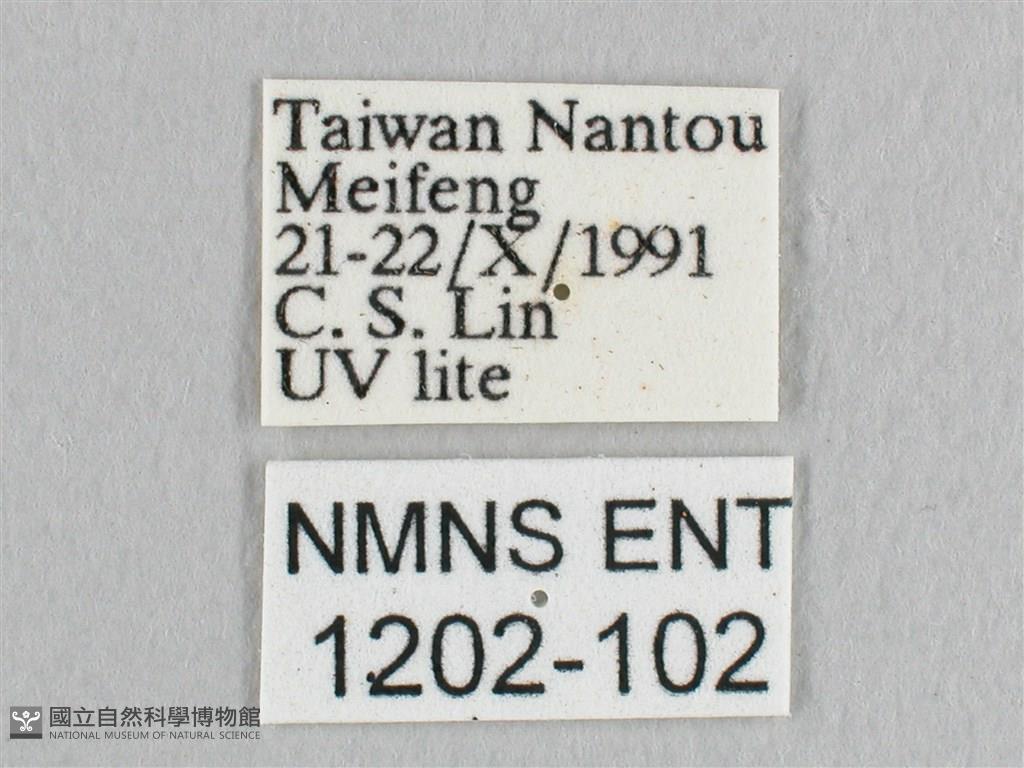 Taiwan Nantou
Meifeng
21-22/X/1991
C. S. Lin
UV lite
NMNS ENT
1202-102
國立自然科學博物館
NATIONAL MUSEUM OF NATURAL SCIENCE